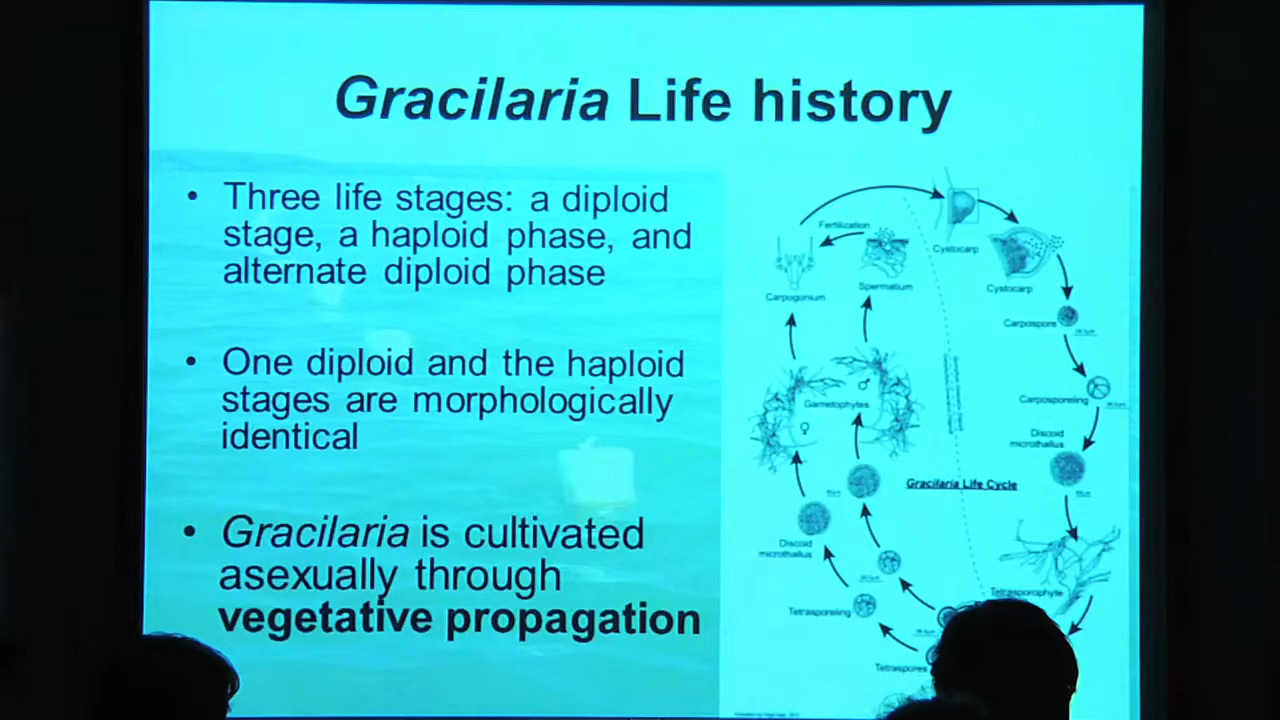 Gracilaria Life history
• Three life stages: a diploid
stage, a haploid phase, and
alternate diploid phase
• One diploid and the haploid
stages are morphologically
identical
• Gracilaria is cultivated
asexually through
vegetative propagation
Fertilization
Cystocarp
Carpogonium
Spermatium
Cystocarp
Carpospore
Gametophytes
♂
♀
Carposporeling
Discoid
microthallus
Gracilaria Life Cycle
Discoid
microthallus
Tetrasporophyte
Tetrasporeling
Tetraspores